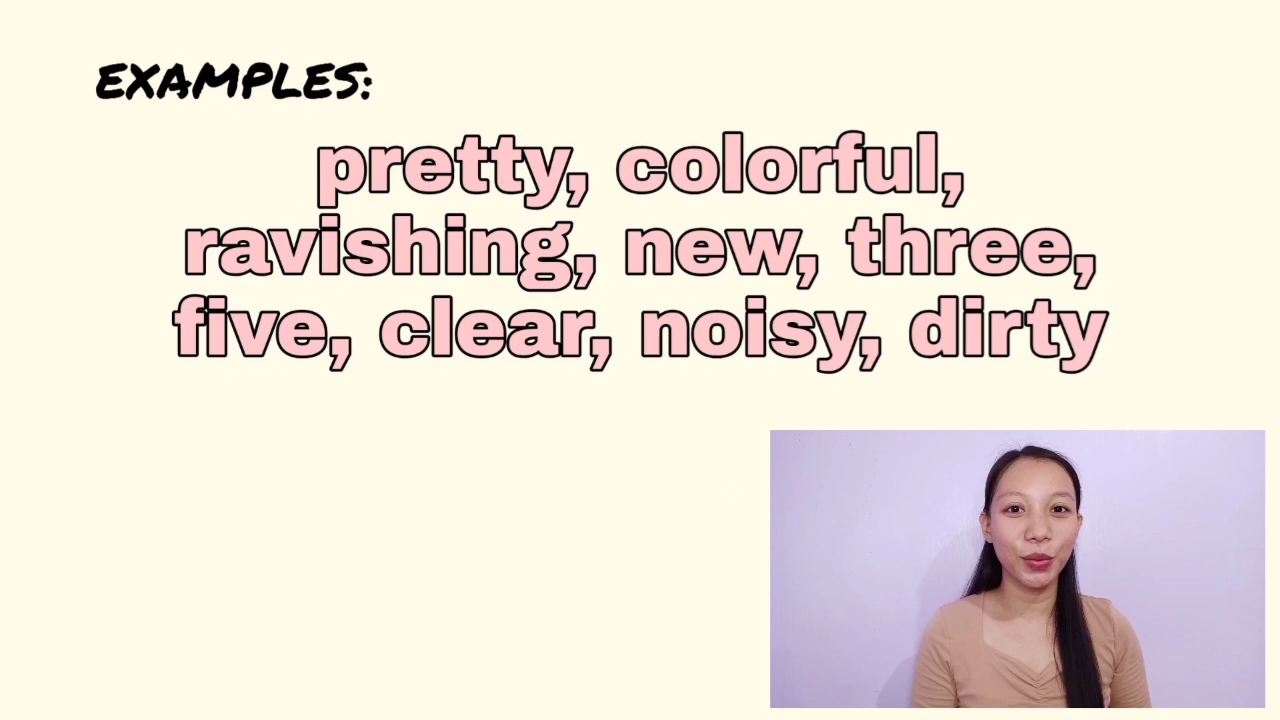 EXAMPLES:
pretty, colorful,
ravishing, new, three,
five, clear, noisy, dirty